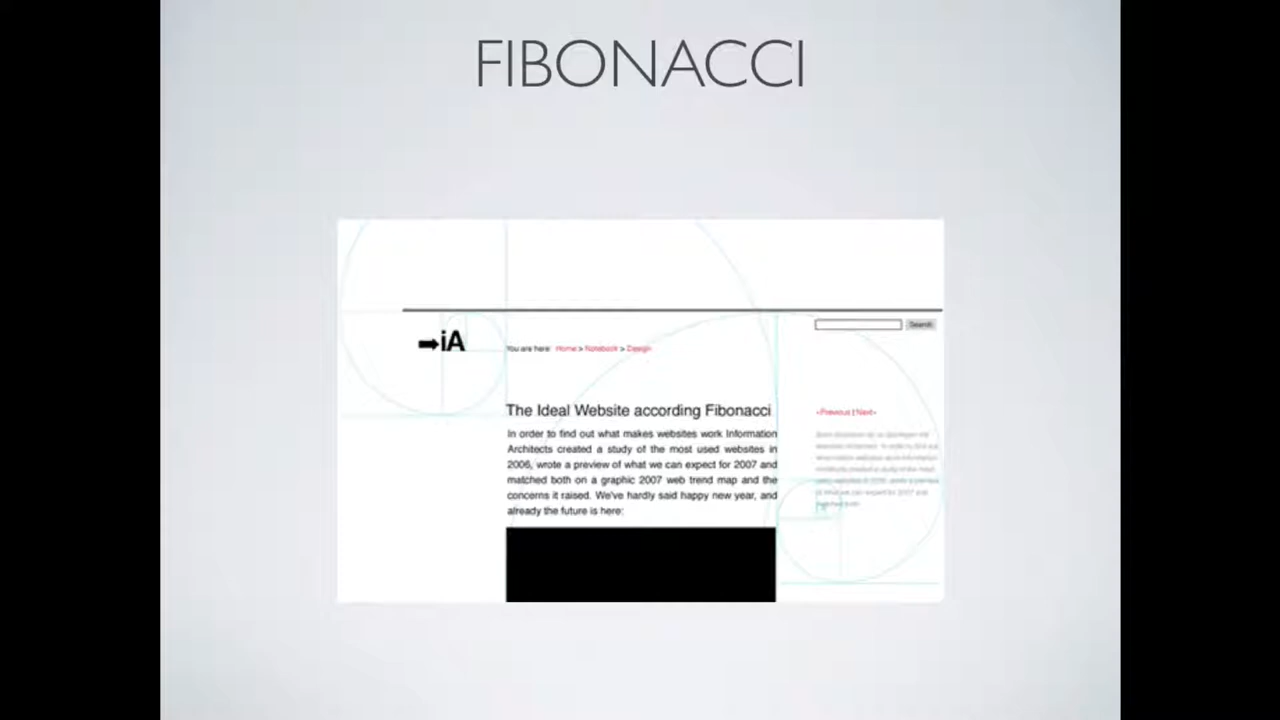 FIBONACCI
➡iA
Search
You are here: Home > Notebook > Design
The Ideal Website according Fibonacci
In order to find out what makes websites work Information
Architects created a study of the most used websites in
2006, wrote a preview of what we can expect for 2007 and
matched both on a graphic 2007 web trend map and the
concerns it raised. We've hardly said happy new year, and
already the future is here:
<Previous | Next>